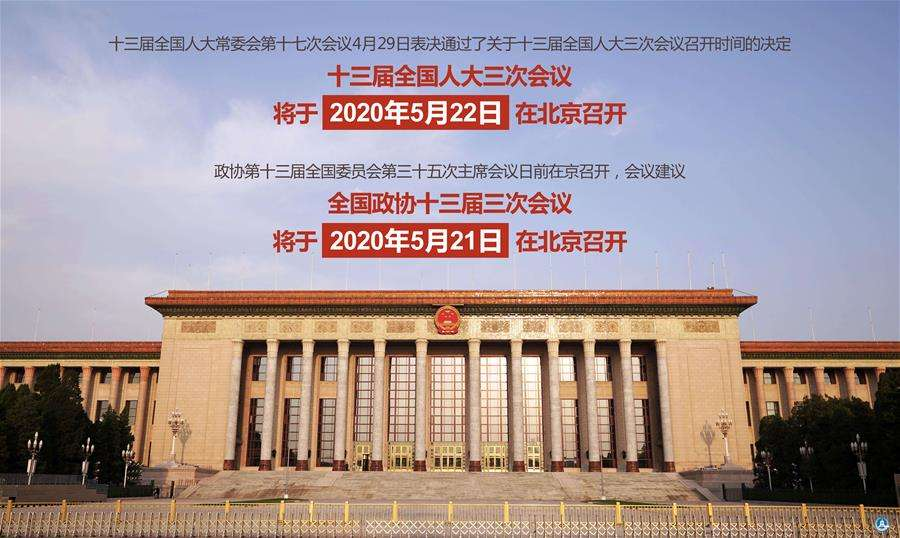 十三届全国人大常委会第十七次会议4月29日表决通过了关于十三届全国人大三次会议召开时间的决定
十三届全国人大三次会议
将于 2020年5月22日 在北京召开
政协第十三届全国委员会第三十五次主席会议日前在京召开，会议建议
全国政协十三届三次会议
将于 2020年5月21日 在北京召开